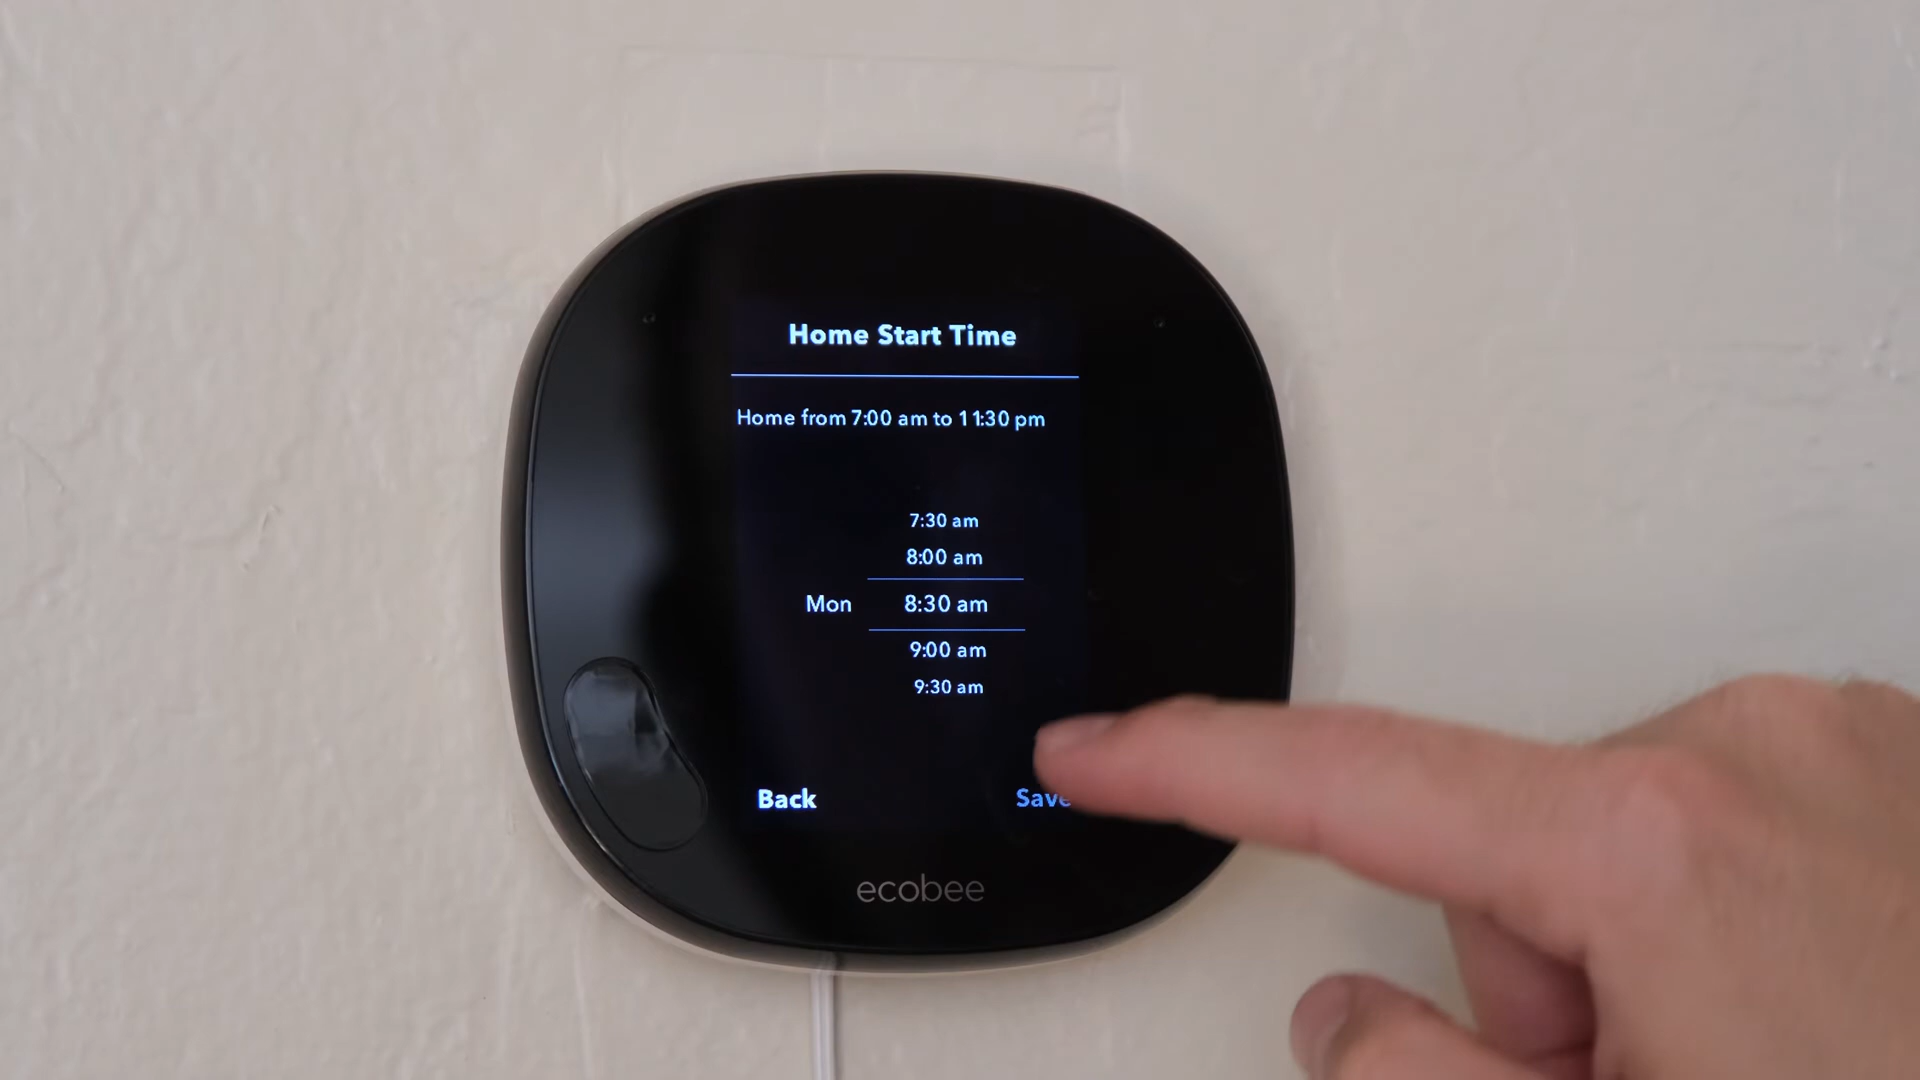 Home Start Time
Home from 7:00 am to 11:30 pm
7:30 am
8:00 am
Mon 8:30 am
9:00 am
9:30 am
Back Save
ecobee